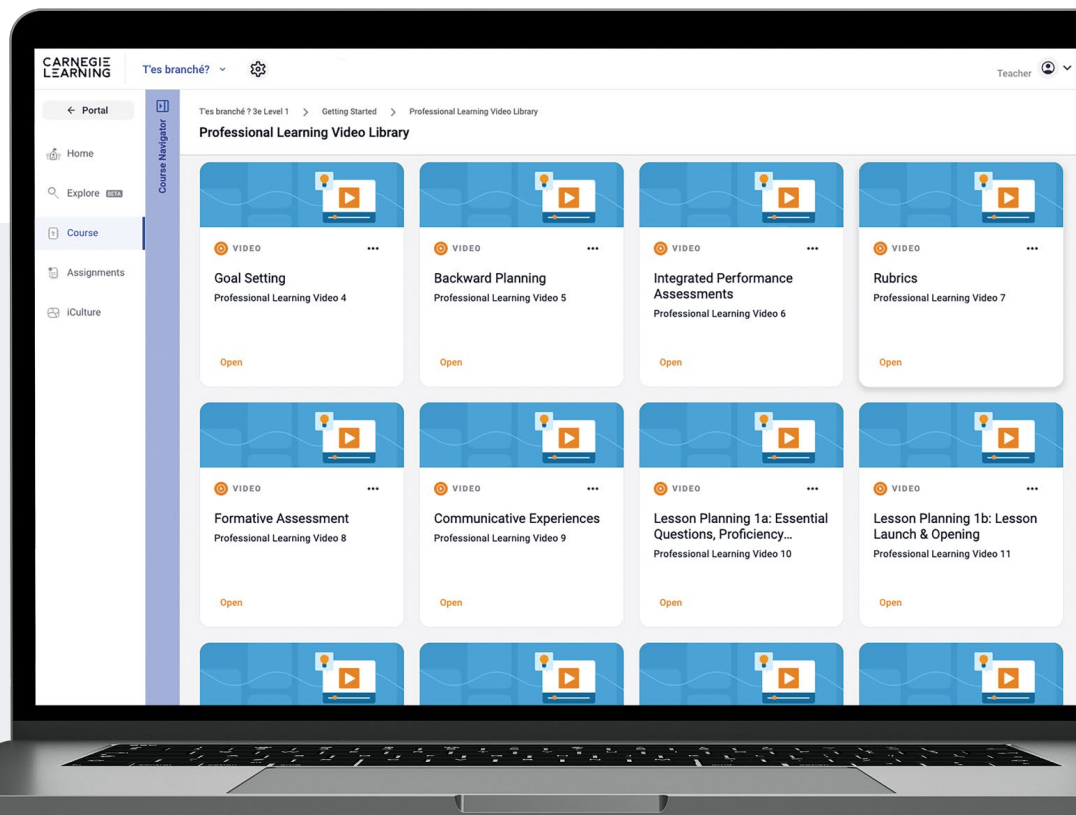 CARNEGIE
LEARNING
T'es branché?
Teacher
← Portal
Home
Explore BETA
Course
Assignments
iCulture
Course Navigator
T'es branché ? 3e Level 1 > Getting Started > Professional Learning Video Library
Professional Learning Video Library
VIDEO
Goal Setting
Professional Learning Video 4
Open
VIDEO
Backward Planning
Professional Learning Video 5
Open
VIDEO
Integrated Performance
Assessments
Professional Learning Video 6
Open
VIDEO
Rubrics
Professional Learning Video 7
Open
VIDEO
Formative Assessment
Professional Learning Video 8
Open
VIDEO
Communicative Experiences
Professional Learning Video 9
Open
VIDEO
Lesson Planning 1a: Essential
Questions, Proficiency...
Professional Learning Video 10
Open
VIDEO
Lesson Planning 1b: Lesson
Launch & Opening
Professional Learning Video 11
Open